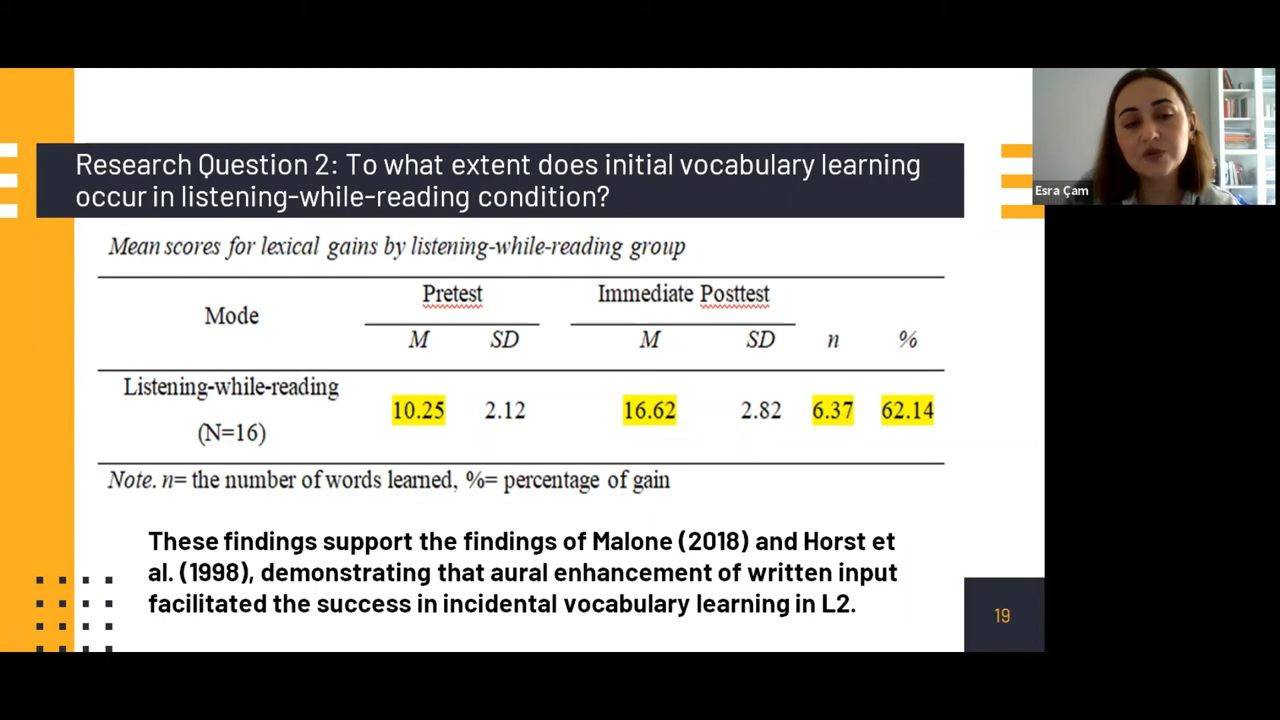 Research Question 2: To what extent does initial vocabulary learning
occur in listening-while-reading condition?
Esra Çam
Mean scores for lexical gains by listening-while-reading group
Mode Pretest Immediate Posttest
M SD M SD n %
Listening-while-reading
(N=16) 10.25 2.12 16.62 2.82 6.37 62.14
Note. n= the number of words learned, %= percentage of gain
These findings support the findings of Malone (2018) and Horst et
al. (1998), demonstrating that aural enhancement of written input
facilitated the success in incidental vocabulary learning in L2.
19